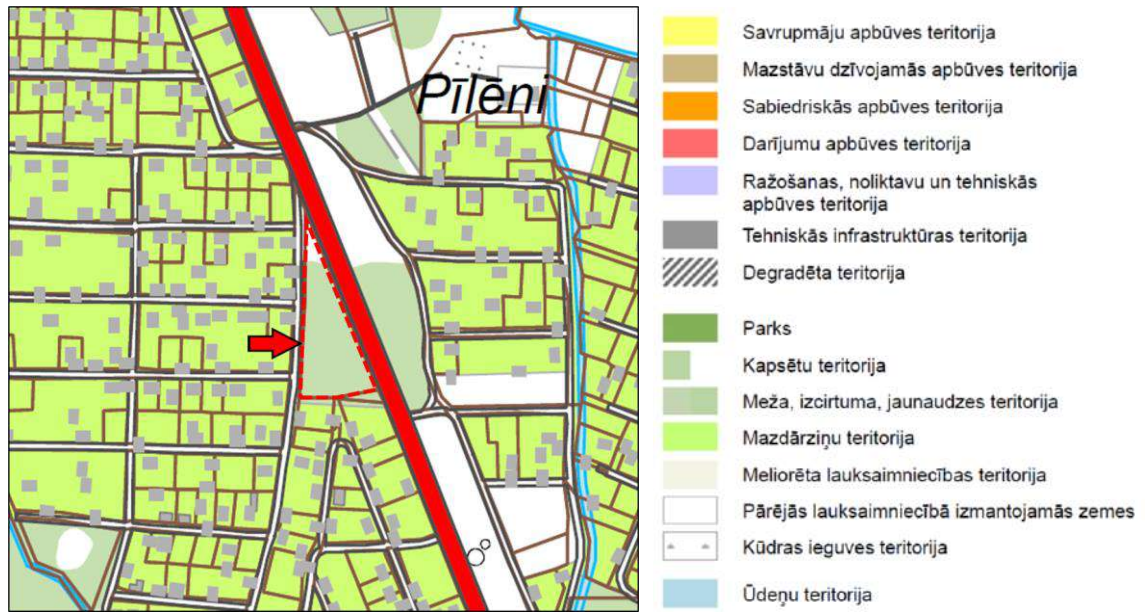 Pīlēni
Savrupmāju apbūves teritorija
Mazstāvu dzīvojamās apbūves teritorija
Sabiedriskās apbūves teritorija
Darījumu apbūves teritorija
Ražošanas, noliktavu un tehniskās
apbūves teritorija
Tehniskās infrastruktūras teritorija
Degradēta teritorija
Parks
Kapsētu teritorija
Meža, izcirtuma, jaunaudzes teritorija
Mazdārziņu teritorija
Meliorēta lauksaimniecības teritorija
Pārējās lauksaimniecībā izmantojamās zemes
Kūdras ieguves teritorija
Ūdeņu teritorija